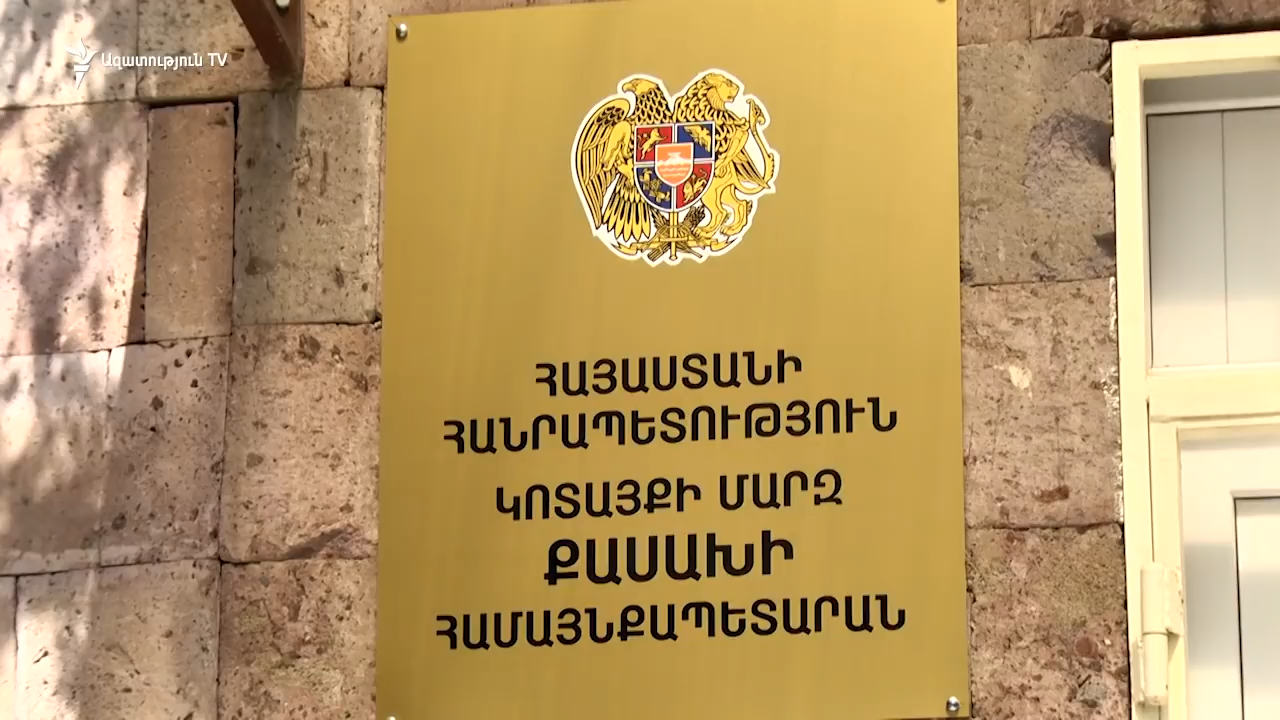 Ազատություն TV
ՀԱՅԱՍՏԱՆԻ
ՀԱՆՐԱՊԵՏՈՒԹՅՈՒՆ
ԿՈՏԱՅՔԻ ՄԱՐԶ
ՔԱՍԱԽԻ
ՀԱՄԱՅՆՔԱՊԵՏԱՐԱՆ